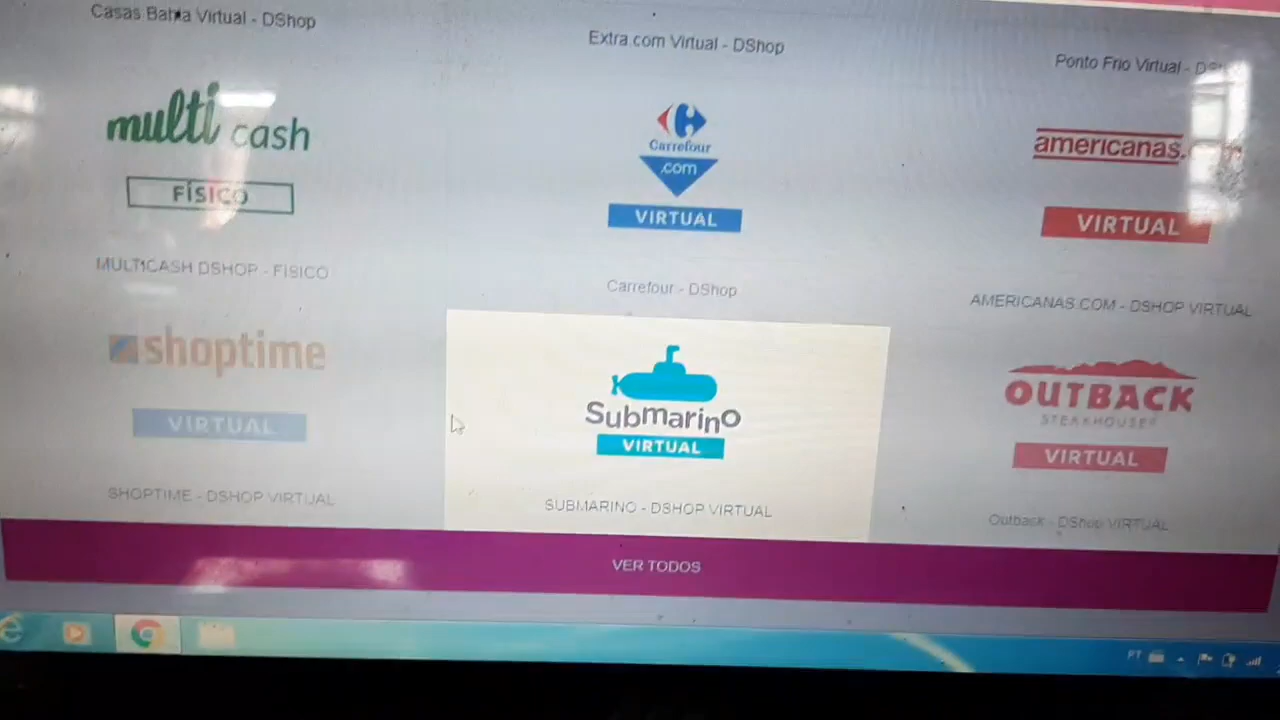 Casas Bahia Virtual - DShop
Extra.com Virtual - DShop
Ponto Frio Virtual -
multi cash
FÍSICO
MULTICASH DSHOP - FÍSICO
Carrefour
.com
VIRTUAL
Carrefour - DShop
americanas.
VIRTUAL
AMERICANAS.COM - DSHOP VIRTUAL
shoptime
VIRTUAL
SHOPTIME - DSHOP VIRTUAL
Submarino
VIRTUAL
SUBMARINO - DSHOP VIRTUAL
OUTBACK
STEAKHOUSE
VIRTUAL
Outback - DShop VIRTUAL
VER TODOS
PT